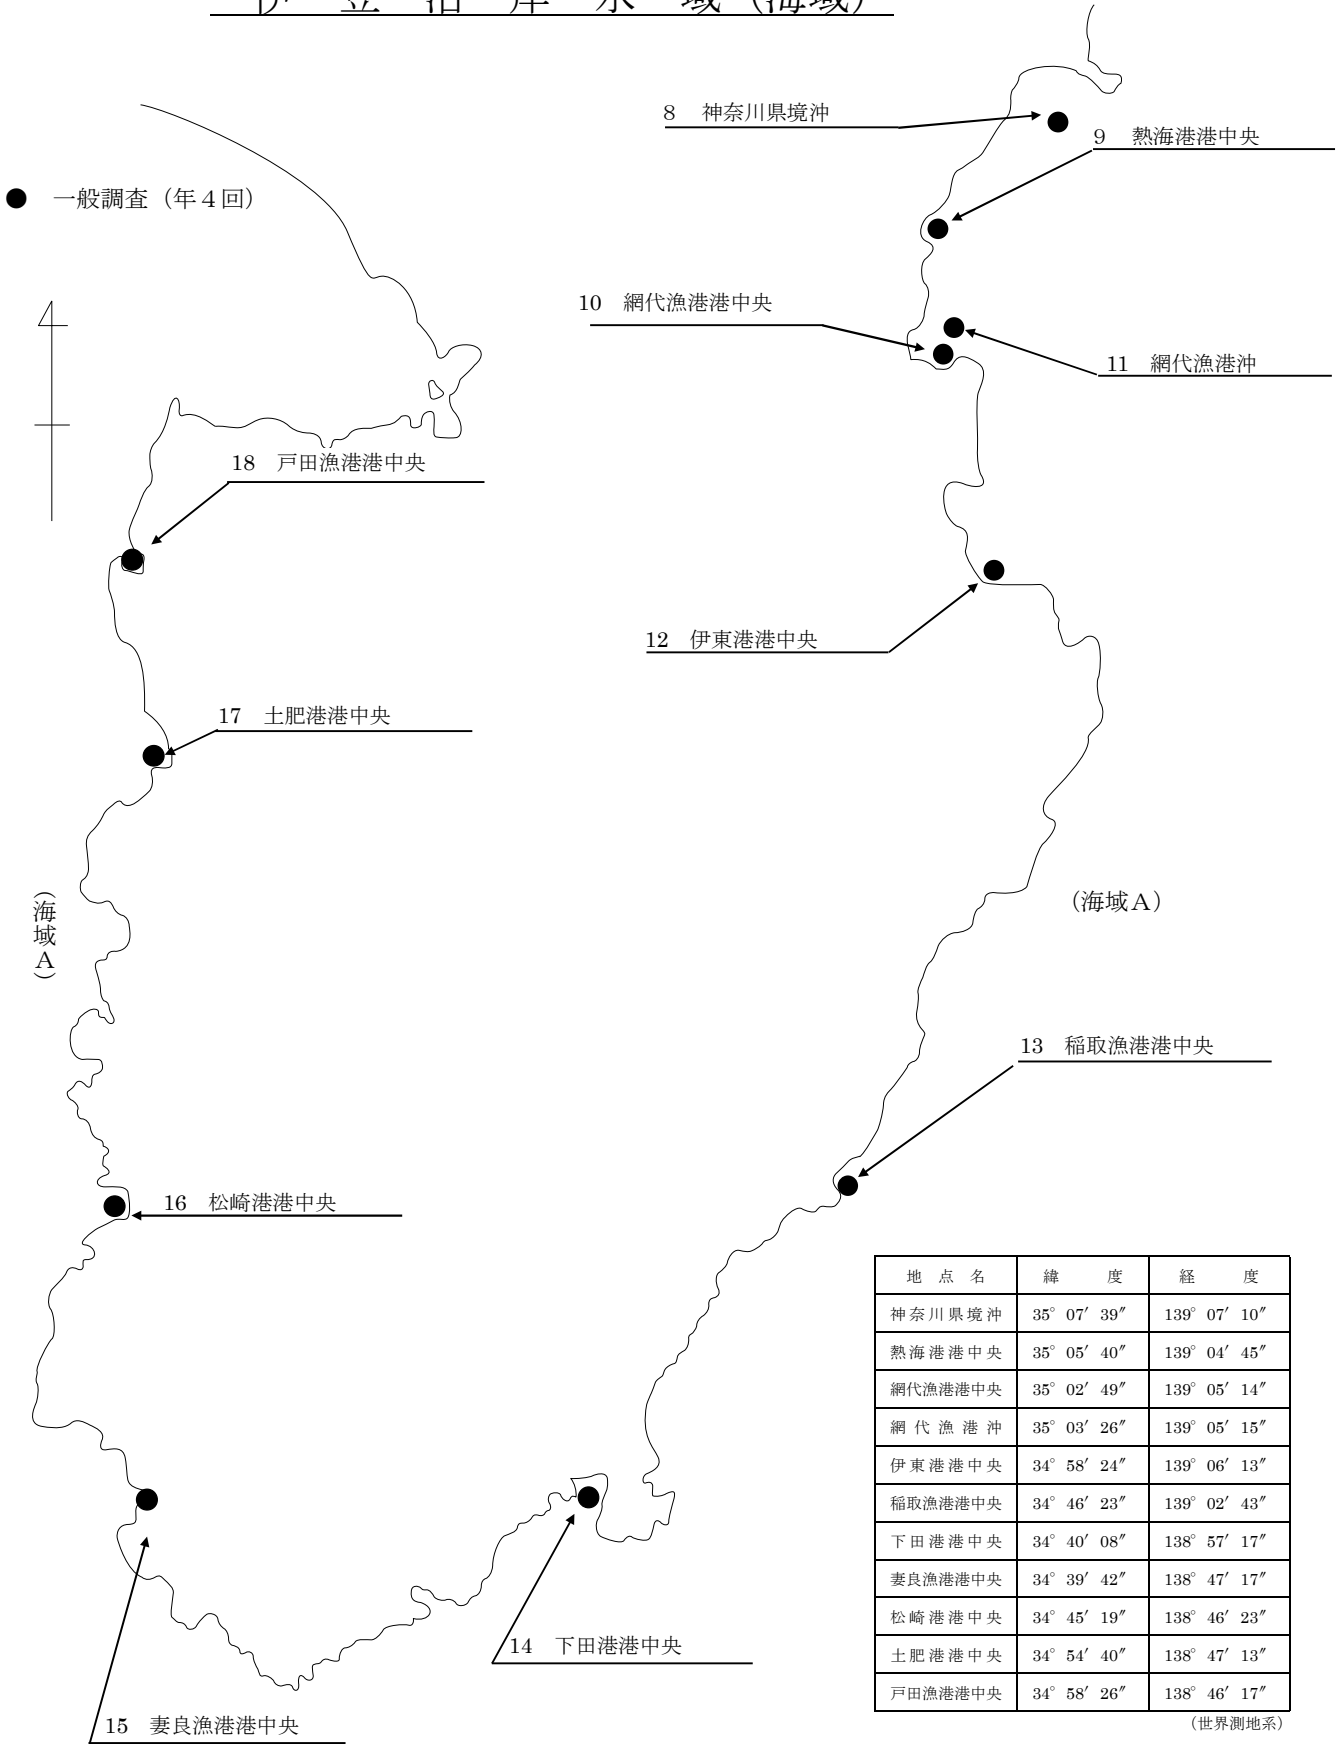 伊 豆 沿 岸 水 域（海域）
8　神奈川県境沖
9　熱海港港中央
● 一般調査（年４回）
10　網代漁港港中央
11　網代漁港沖
18　戸田漁港港中央
12　伊東港港中央
17　土肥港港中央
（海域Ａ）
（海域Ａ）
13　稲取漁港港中央
16　松崎港港中央
14　下田港港中央
15　妻良漁港港中央
地 点 名　緯 度　経 度
神奈川県境沖　35° 07′ 39″　139° 07′ 10″
熱海港港中央　35° 05′ 40″　139° 04′ 45″
網代漁港港中央　35° 02′ 49″　139° 05′ 14″
網代漁港沖　35° 03′ 26″　139° 05′ 15″
伊東港港中央　34° 58′ 24″　139° 06′ 13″
稲取漁港港中央　34° 46′ 23″　139° 02′ 43″
下田港港中央　34° 40′ 08″　138° 57′ 17″
妻良漁港港中央　34° 39′ 42″　138° 47′ 17″
松崎港港中央　34° 45′ 19″　138° 46′ 23″
土肥港港中央　34° 54′ 40″　138° 47′ 13″
戸田漁港港中央　34° 58′ 26″　138° 46′ 17″
（世界測地系）